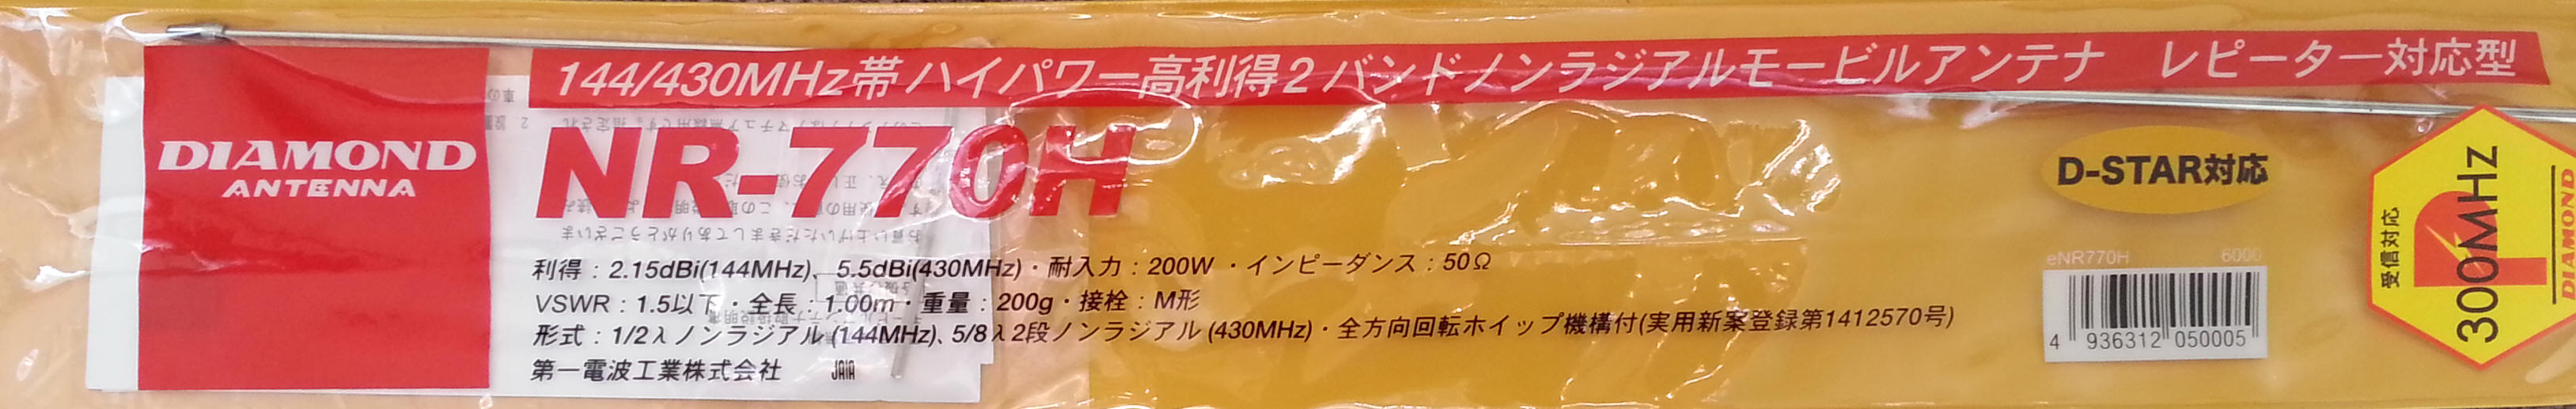 144/430MHz帯 ハイパワー高利得2バンドノンラジアルモービルアンテナ　レピーター対応型
DIAMOND
ANTENNA
NR-770H
利得：2.15dBi(144MHz)、5.5dBi(430MHz)・耐入力：200W ・インピーダンス：50Ω
VSWR：1.5以下・全長：1.00m・重量：200g・接栓：M形
形式：1/2λノンラジアル(144MHz)、5/8λ2段ノンラジアル(430MHz)・全方向回転ホイップ機構付(実用新案登録第1412570号)
第一電波工業株式会社 JAIA
D-STAR対応
eNR770H 6000
4 936312 050005
受信対応
300MHz
DIAMOND